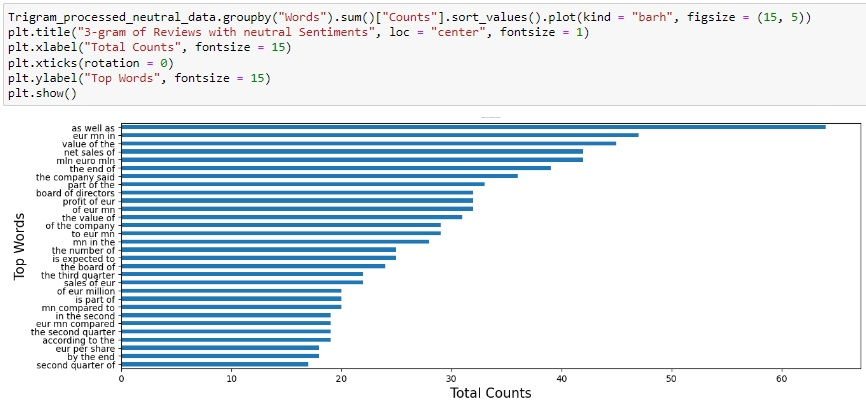 Trigram_processed_neutral_data.groupby("Words").sum()["Counts"].sort_values().plot(kind = "barh", figsize = (15, 5))
plt.title("3-gram of Reviews with neutral Sentiments", loc = "center", fontsize = 1)
plt.xlabel("Total Counts", fontsize = 15)
plt.xticks(rotation = 0)
plt.ylabel("Top Words", fontsize = 15)
plt.show()
Top Words
as well as
eur mn in
value of the
net sales of
mln euro mln
the end of
the company said
part of the
board of directors
profit of eur
of eur mn
the value of
of the company
to eur mn
mn in the
the number of
is expected to
the board of
the third quarter
sales of eur
of eur million
is part of
mn compared to
in the second
eur mn compared
the second quarter
according to the
eur per share
by the end
second quarter of
0 10 20 30 40 50 60
Total Counts